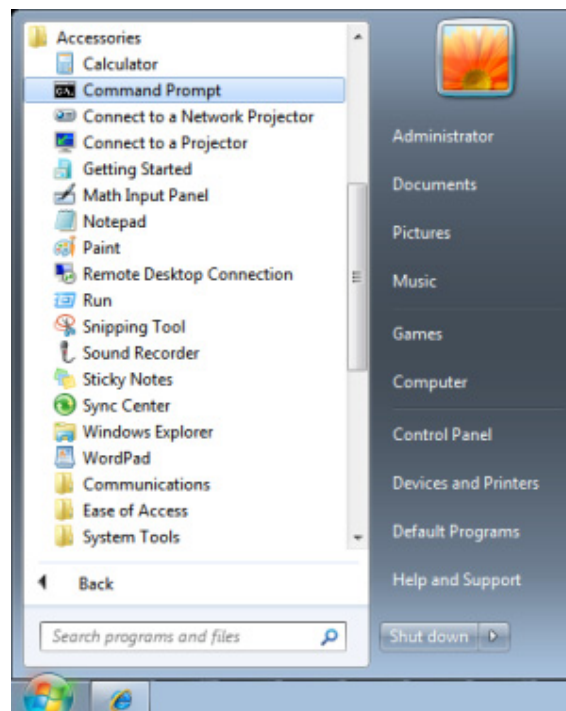 Accessories
Calculator
Command Prompt
Connect to a Network Projector
Connect to a Projector
Getting Started
Math Input Panel
Notepad
Paint
Remote Desktop Connection
Run
Snipping Tool
Sound Recorder
Sticky Notes
Sync Center
Windows Explorer
WordPad
Communications
Ease of Access
System Tools
Back
Search programs and files
Administrator
Documents
Pictures
Music
Games
Computer
Control Panel
Devices and Printers
Default Programs
Help and Support
Shut down